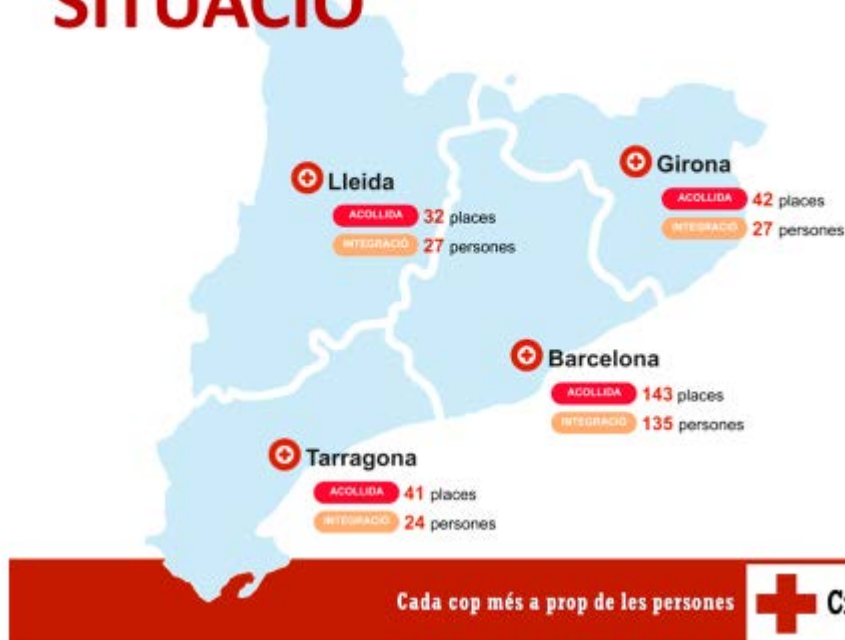 SITUACIÓ
Lleida
ACOLLIDA 32 places
INTEGRACIÓ 27 persones
Girona
ACOLLIDA 42 places
INTEGRACIÓ 27 persones
Barcelona
ACOLLIDA 143 places
INTEGRACIÓ 135 persones
Tarragona
ACOLLIDA 41 places
INTEGRACIÓ 24 persones
Cada cop més a prop de les persones